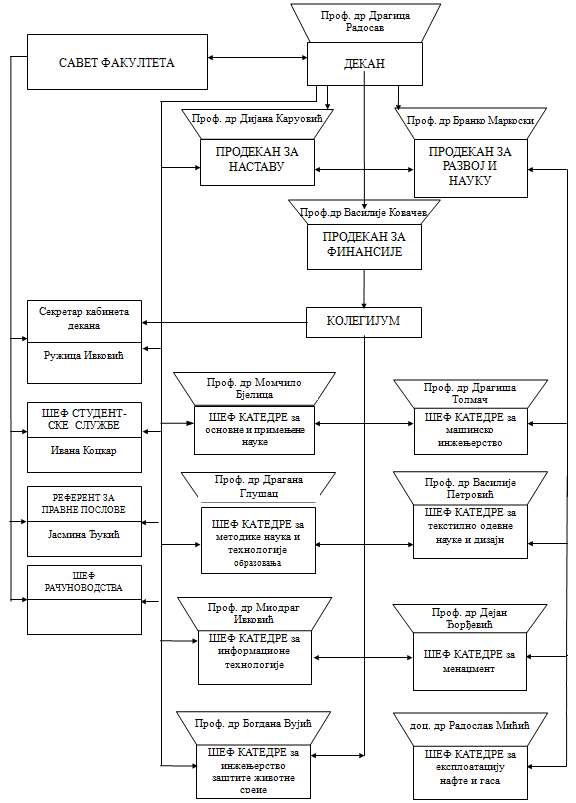 Проф. др Драгица
Радосав
САВЕТ ФАКУЛТЕТА
ДЕКАН
Проф. др Дијана Каруовић
ПРОДЕКАН ЗА
НАСТАВУ
Проф. др Бранко Маркоски
ПРОДЕКАН ЗА
РАЗВОЈ И
НАУКУ
Проф.др Василије Ковачев
ПРОДЕКАН ЗА
ФИНАНСИЈЕ
Секретар кабинета
декана
Ружица Ивковић
КОЛЕГИЈУМ
Проф. др Момчило
Бјелица
ШЕФ КАТЕДРЕ за
основне и примењене
науке
Проф. др Драгиша
Толмач
ШЕФ КАТЕДРЕ за
машинско
инжењерство
ШЕФ СТУДЕНТ-
СКЕ СЛУЖБЕ
Ивана Коцкар
Проф. др Драгана
Глушац
ШЕФ КАТЕДРЕ за
методике наука и
технологије
образовања
Проф. др Василије
Петровић
ШЕФ КАТЕДРЕ за
текстилно одевне
науке и дизајн
РЕФЕРЕНТ ЗА
ПРАВНЕ ПОСЛОВЕ
Јасмина Ђукић
ШЕФ
РАЧУНОВОДСТВА
Проф. др Миодраг
Ивковић
ШЕФ КАТЕДРЕ за
информационе
технологије
Проф. др Дејан
Ђорђевић
ШЕФ КАТЕДРЕ за
менаџмент
Проф. др Богдана Вујић
ШЕФ КАТЕДРЕ за
инжењерство
заштите животне
средине
доц. др Радослав Мићић
ШЕФ КАТЕДРЕ за
експлоатацију
нафте и гаса